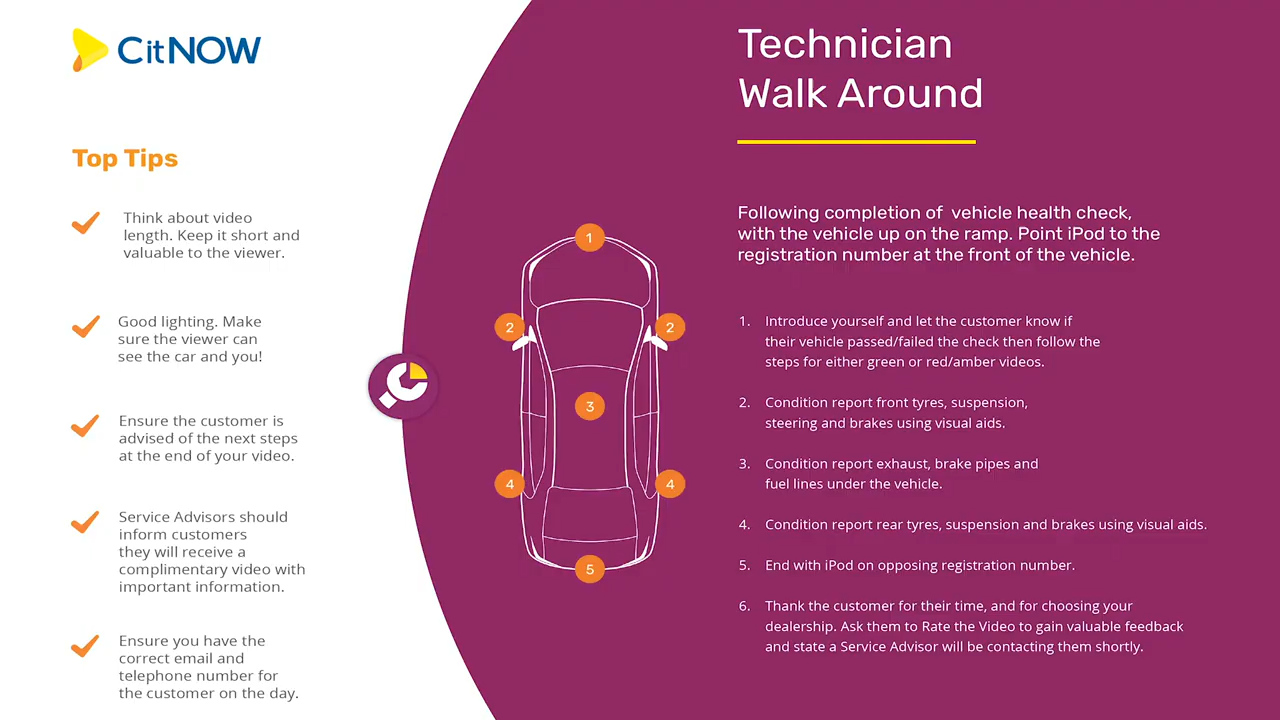 CitNOW
Top Tips
Think about video
length. Keep it short and
valuable to the viewer.
Good lighting. Make
sure the viewer can
see the car and you!
Ensure the customer is
advised of the next steps
at the end of your video.
Service Advisors should
inform customers
they will receive a
complimentary video with
important information.
Ensure you have the
correct email and
telephone number for
the customer on the day.
1
2 2
3
4 4
5
Technician
Walk Around
Following completion of vehicle health check,
with the vehicle up on the ramp. Point iPod to the
registration number at the front of the vehicle.
1. Introduce yourself and let the customer know if
their vehicle passed/failed the check then follow the
steps for either green or red/amber videos.
2. Condition report front tyres, suspension,
steering and brakes using visual aids.
3. Condition report exhaust, brake pipes and
fuel lines under the vehicle.
4. Condition report rear tyres, suspension and brakes using visual aids.
5. End with iPod on opposing registration number.
6. Thank the customer for their time, and for choosing your
dealership. Ask them to Rate the Video to gain valuable feedback
and state a Service Advisor will be contacting them shortly.